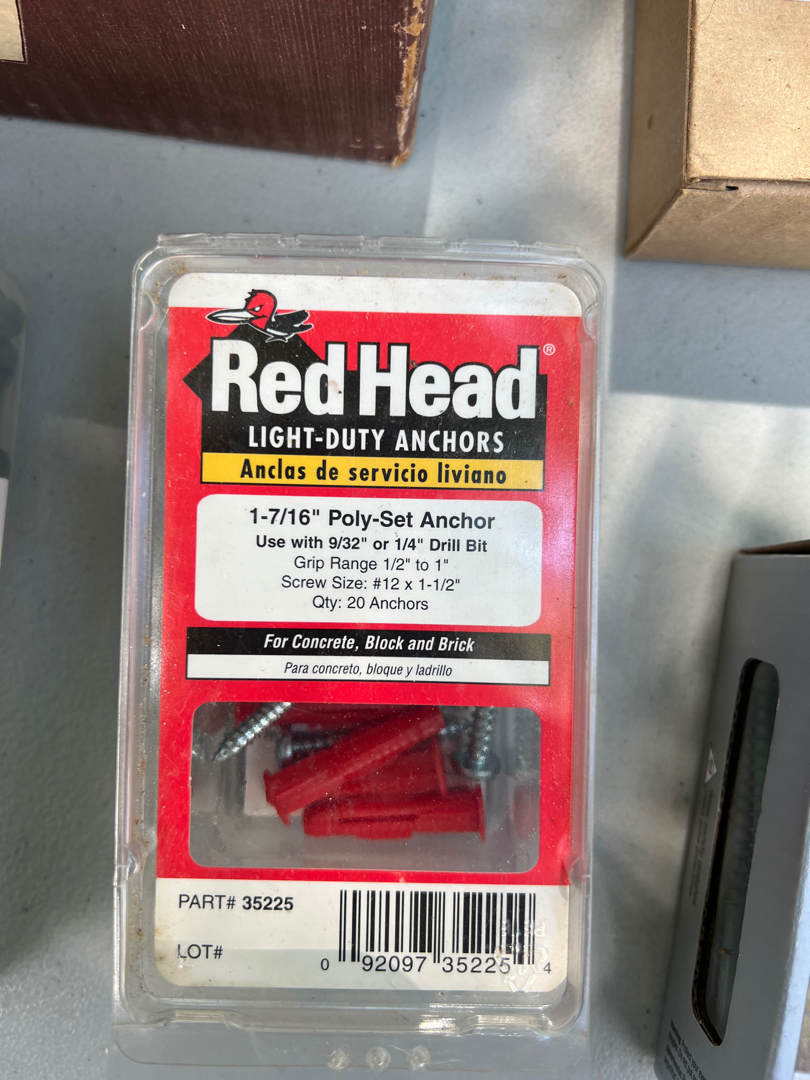 Red Head®
LIGHT-DUTY ANCHORS
Anclas de servicio liviano
1-7/16" Poly-Set Anchor
Use with 9/32" or 1/4" Drill Bit
Grip Range 1/2" to 1"
Screw Size: #12 x 1-1/2"
Qty: 20 Anchors
For Concrete, Block and Brick
Para concreto, bloque y ladrillo
PART# 35225
LOT#
0 92097 35225 4